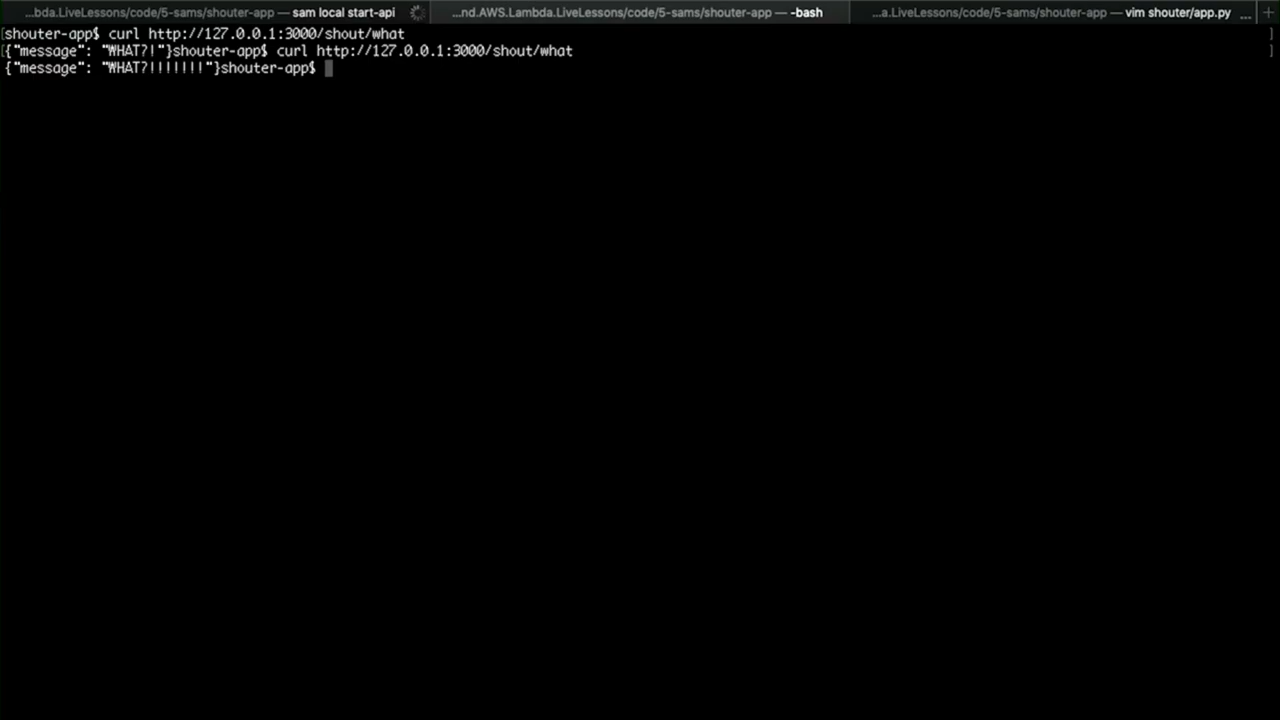 ...bda.LiveLessons/code/5-sams/shouter-app — sam local start-api
...nd.AWS.Lambda.LiveLessons/code/5-sams/shouter-app — -bash
...a.LiveLessons/code/5-sams/shouter-app — vim shouter/app.py ...
[shouter-app$ curl http://127.0.0.1:3000/shout/what ]
[{"message": "WHAT?!"}shouter-app$ curl http://127.0.0.1:3000/shout/what ]
{"message": "WHAT?!!!!!!!"}shouter-app$